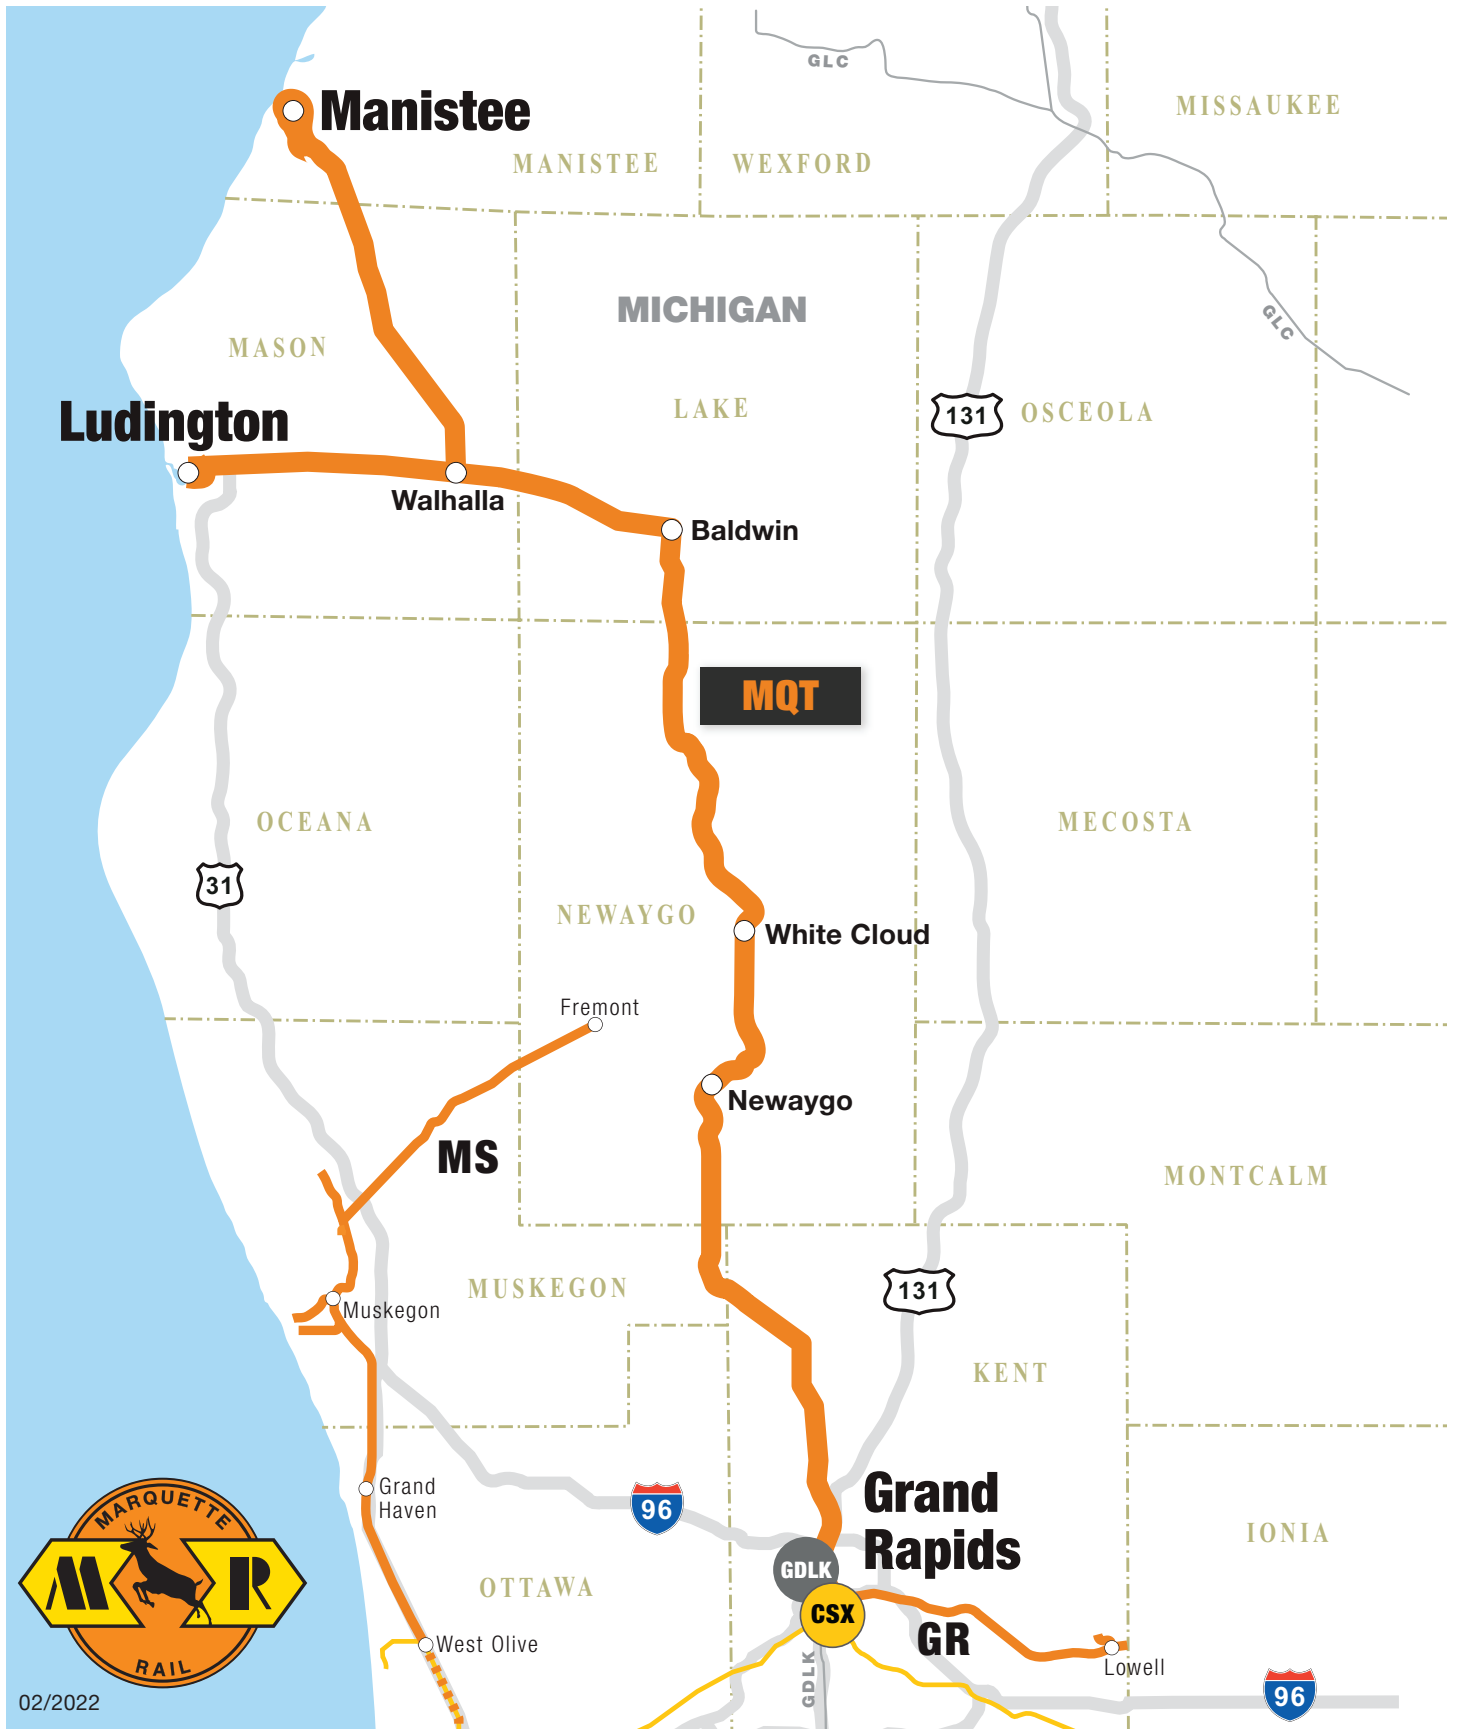 GLC
MISSAUKEE
Manistee
MANISTEE
WEXFORD
MICHIGAN
GLC
MASON
LAKE
131
OSCEOLA
Ludington
Walhalla
Baldwin
MQT
OCEANA
MECOSTA
31
NEWAYGO
White Cloud
Fremont
Newaygo
MS
MONTCALM
MUSKEGON
131
Muskegon
KENT
Grand
Haven
96
Grand
Rapids
IONIA
GDLK
CSX
OTTAWA
GR
West Olive
Lowell
GDLK
96
MARQUETTE
M R
RAIL
02/2022